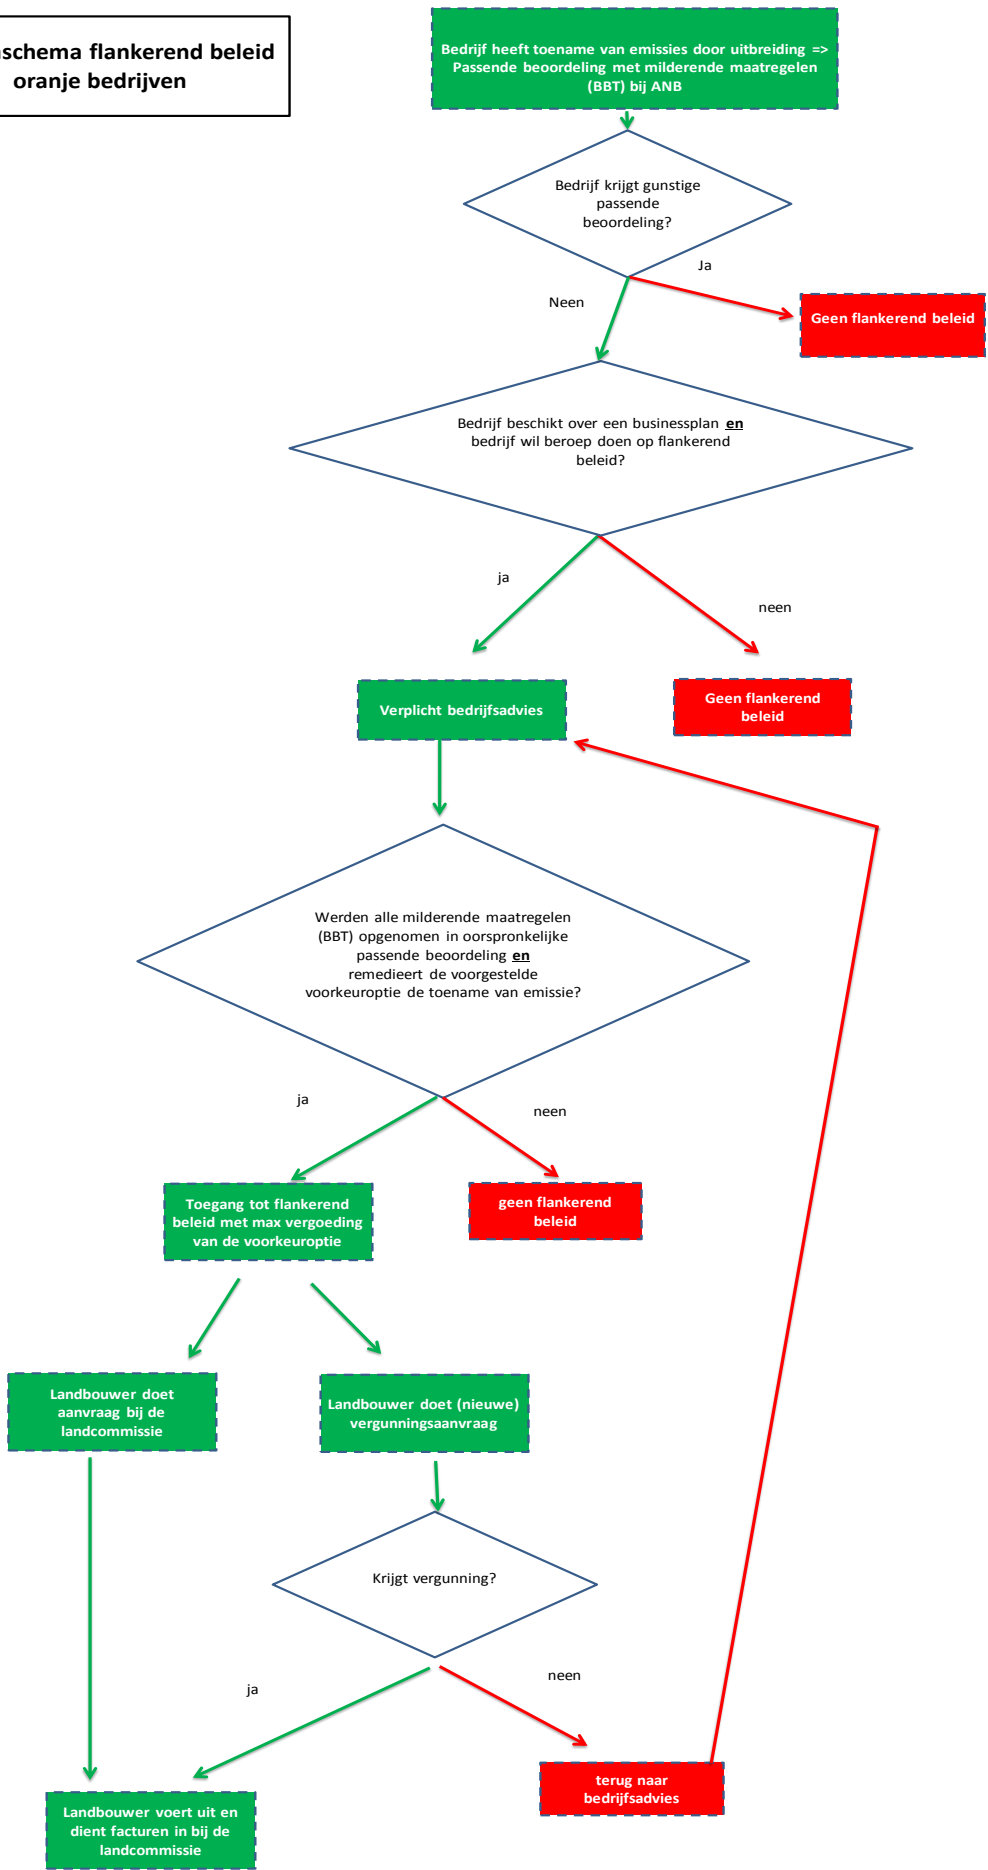 schema flankerend beleid
oranje bedrijven
Bedrijf heeft toename van emissies door uitbreiding =>
Passende beoordeling met milderende maatregelen
(BBT) bij ANB
Bedrijf krijgt gunstige
passende
beoordeling?
Ja
Neen
Geen flankerend beleid
Bedrijf beschikt over een businessplan en
bedrijf wil beroep doen op flankerend
beleid?
ja
neen
Verplicht bedrijfsadvies
Geen flankerend
beleid
Werden alle milderende maatregelen
(BBT) opgenomen in oorspronkelijke
passende beoordeling en
remedieert de voorgestelde
voorkeuroptie de toename van emissie?
ja
neen
Toegang tot flankerend
beleid met max vergoeding
van de voorkeuroptie
geen flankerend
beleid
Landbouwer doet
aanvraag bij de
landcommissie
Landbouwer doet (nieuwe)
vergunningsaanvraag
Krijgt vergunning?
ja
neen
terug naar
bedrijfsadvies
Landbouwer voert uit en
dient facturen in bij de
landcommissie